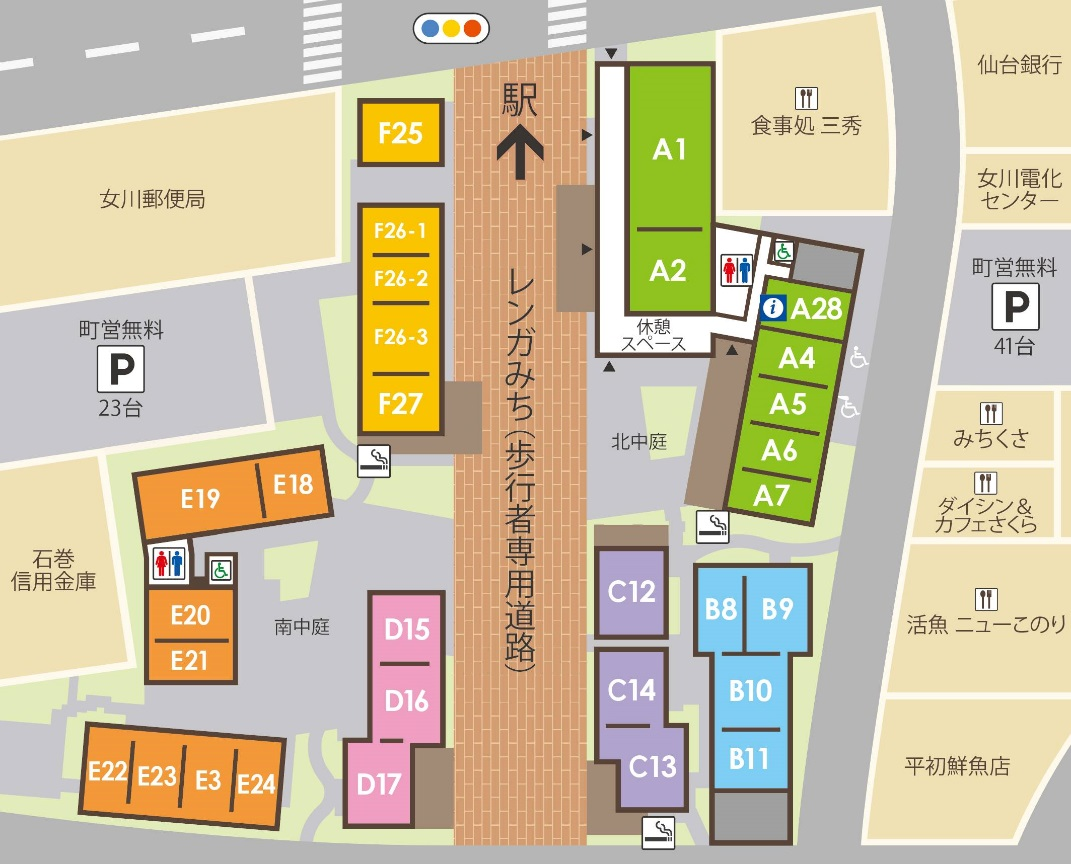 駅
レンガみち(歩行者専用道路)
女川郵便局
町営無料
P
23台
石巻
信用金庫
F25
F26-1
F26-2
F26-3
F27
E19
E18
E20
E21
E22
E23
E3
E24
南中庭
D15
D16
D17
A1
A2
休憩
スペース
i
A28
A4
A5
A6
A7
北中庭
C12
C14
C13
B8
B9
B10
B11
食事処 三秀
仙台銀行
女川電化
センター
町営無料
P
41台
みちくさ
ダイシン&
カフェさくら
活魚 ニューこのり
平初鮮魚店